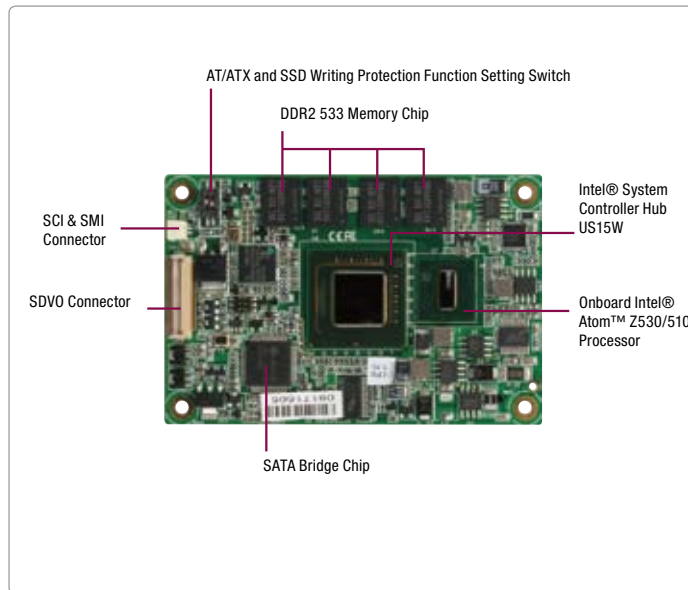 AT/ATX and SSD Writing Protection Function Setting Switch
DDR2 533 Memory Chip
Intel® System
Controller Hub
US15W
SCI & SMI
Connector
SDVO Connector
Onboard Intel®
Atom™ Z530/510
Processor
SATA Bridge Chip